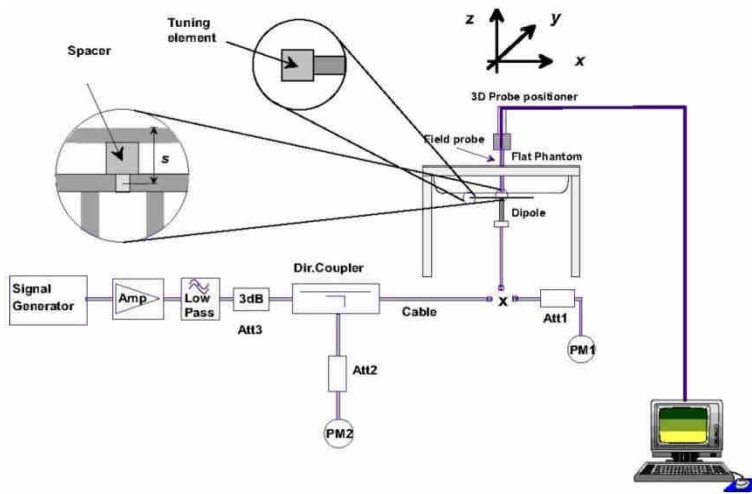 Tuning
element
Spacer
s
z
y
x
3D Probe positioner
Field probe
Flat Phantom
Dipole
Dir.Coupler
Signal
Generator
Amp
Low
Pass
3dB
Att3
Cable
x
Att1
PM1
Att2
PM2